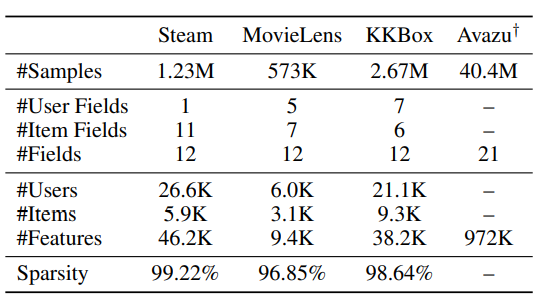 Steam MovieLens KKBox Avazu†
#Samples 1.23M 573K 2.67M 40.4M
#User Fields 1 5 7 –
#Item Fields 11 7 6 –
#Fields 12 12 12 21
#Users 26.6K 6.0K 21.1K –
#Items 5.9K 3.1K 9.3K –
#Features 46.2K 9.4K 38.2K 972K
Sparsity 99.22% 96.85% 98.64% –